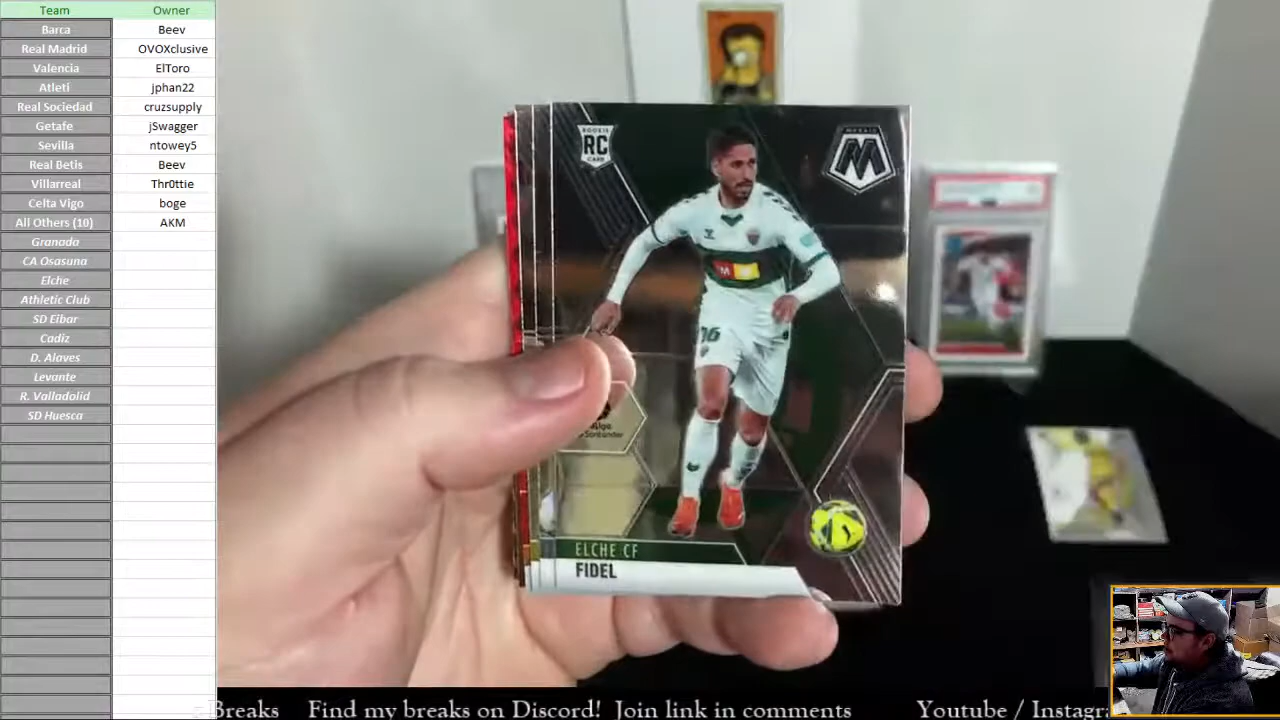 Team Owner
Barca Beev
Real Madrid OVOXclusive
Valencia ElToro
Atleti jphan22
Real Sociedad cruzsupply
Getafe jSwagger
Sevilla ntowey5
Real Betis Beev
Villarreal Thr0ttie
Celta Vigo boge
All Others (10) AKM
Granada
CA Osasuna
Elche
Athletic Club
SD Eibar
Cadiz
D. Alaves
Levante
R. Valladolid
SD Huesca
ROOKIE
RC
CARD
MOSAIC
M
16
Santander
ELCHE CF
FIDEL
Breaks Find my breaks on Discord! Join link in comments Youtube / Instagr